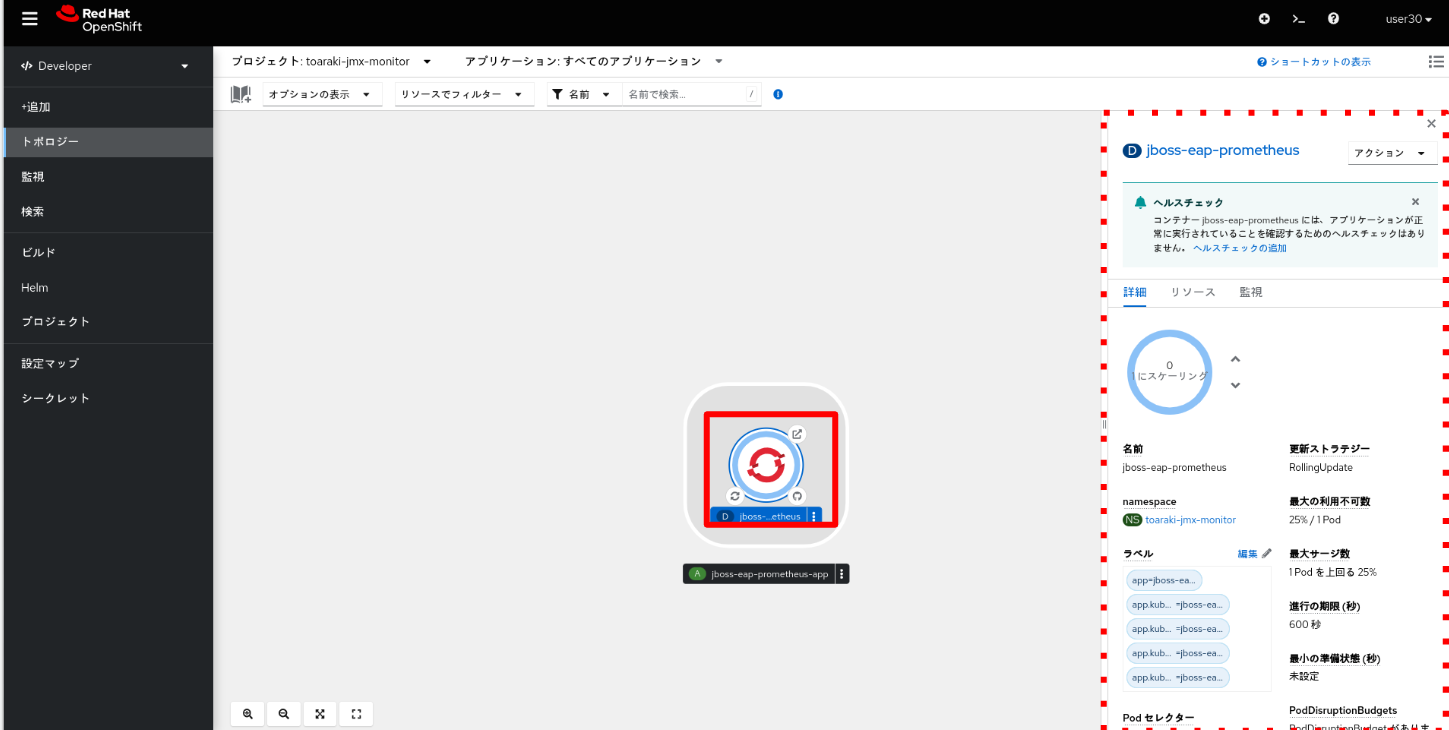 Red Hat
OpenShift
user30
Developer
+追加
トポロジー
監視
検索
ビルド
Helm
プロジェクト
設定マップ
シークレット
プロジェクト: toaraki-jmx-monitor
アプリケーション: すべてのアプリケーション
ショートカットの表示
オプションの表示
リソースでフィルター
名前
名前で検索...
/
D jboss-...etheus
A jboss-eap-prometheus-app
D jboss-eap-prometheus
アクション
ヘルスチェック
コンテナー jboss-eap-prometheus には、アプリケーションが正
常に実行されていることを確認するためのヘルスチェックはあり
ません。 ヘルスチェックの追加
詳細 リソース 監視
0
1 にスケーリング
名前
jboss-eap-prometheus
namespace
NS toaraki-jmx-monitor
ラベル 編集
app=jboss-ea...
app.kub... =jboss-ea...
app.kub... =jboss-ea...
app.kub... =jboss-ea...
app.kub... =jboss-ea...
Pod セレクター
更新ストラテジー
RollingUpdate
最大の利用不可数
25% / 1 Pod
最大サージ数
1 Pod を上回る 25%
進行の期限 (秒)
600 秒
最小の準備状態 (秒)
未設定
PodDisruptionBudgets
PodDisruptionBudget がありま